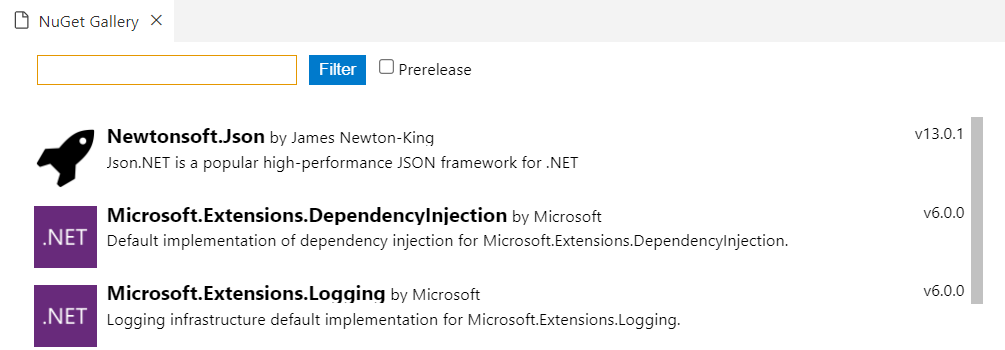 NuGet Gallery
Filter Prerelease
Newtonsoft.Json by James Newton-King v13.0.1
Json.NET is a popular high-performance JSON framework for .NET
Microsoft.Extensions.DependencyInjection by Microsoft v6.0.0
.NET Default implementation of dependency injection for Microsoft.Extensions.DependencyInjection.
Microsoft.Extensions.Logging by Microsoft v6.0.0
.NET Logging infrastructure default implementation for Microsoft.Extensions.Logging.